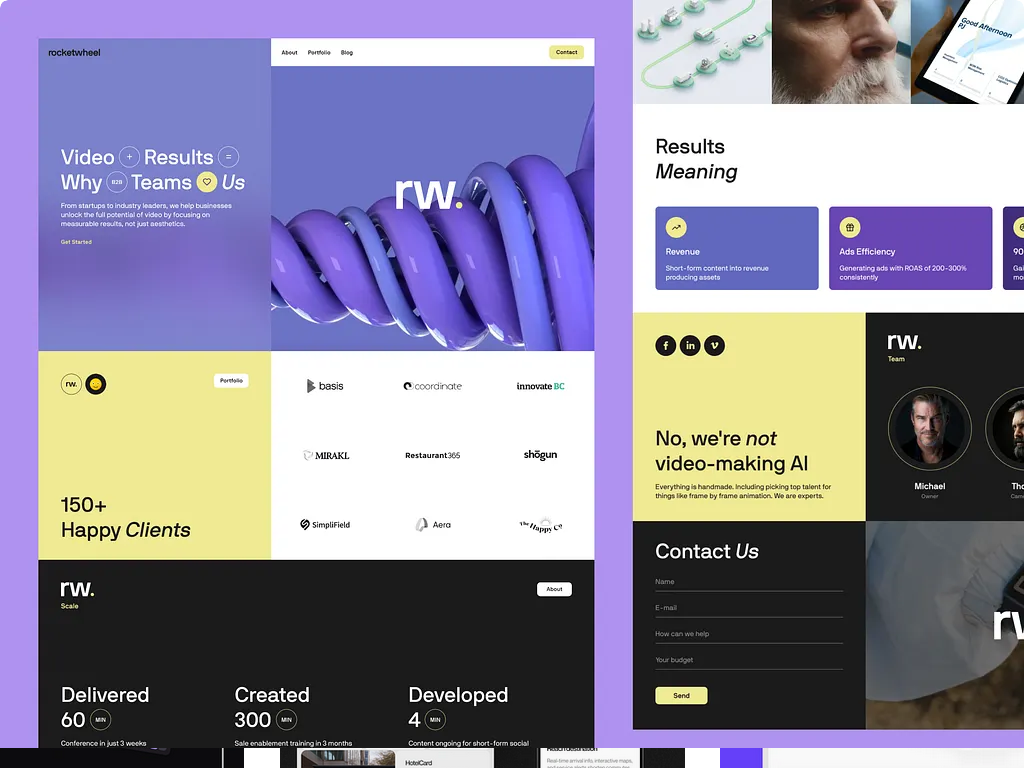 rocketwheel
About Portfolio Blog
Contact
Video + Results =
Why B2B Teams Us
From startups to industry leaders, we help businesses
unlock the full potential of video by focusing on
measurable results, not just aesthetics.
Get Started
rw.
rw.
Portfolio
150+
Happy Clients
basis
coordinate
innovate BC
MIRAKL
Restaurant365
shōgun
SimpliField
Aera
The Happy Co
rw.
Scale
About
Delivered
60 MIN
Conference in just 3 weeks
Created
300 MIN
Sale enablement training in 3 months
Developed
4 MIN
Content ongoing for short-form social
HotelCard
Real-time arrival info, interactive maps,
Good Afternoon
PJ
Results
Meaning
Revenue
Short-form content into revenue
producing assets
Ads Efficiency
Generating ads with ROAS of 200-300%
consistently
90
f in v
No, we're not
video-making AI
Everything is handmade. Including picking top talent for
things like frame by frame animation. We are experts.
rw.
Team
Michael
Owner
Tho
Contact Us
Name
E-mail
How can we help
Your budget
Send
rw